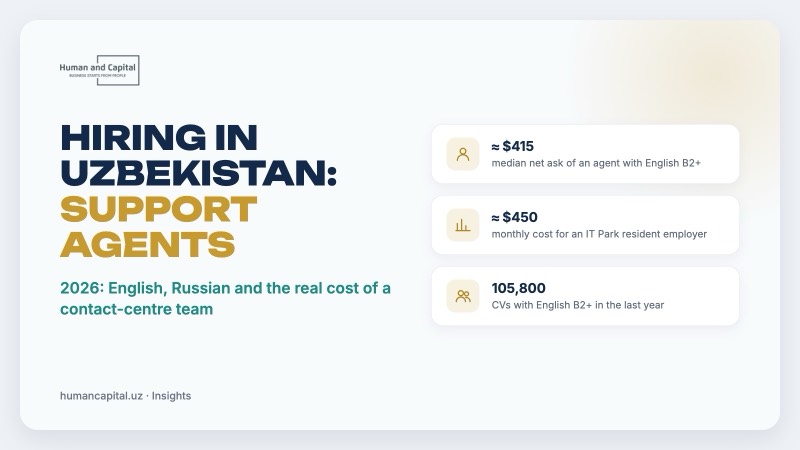 Human and Capital
BUSINESS STARTS FROM PEOPLE
HIRING IN
UZBEKISTAN:
SUPPORT
AGENTS
2026: English, Russian and the real cost of a
contact-centre team
≈ $415
median net ask of an agent with English B2+
≈ $450
monthly cost for an IT Park resident employer
105,800
CVs with English B2+ in the last year
humancapital.uz · Insights